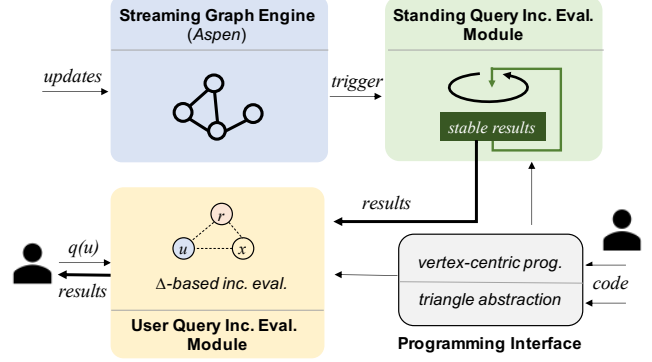 Streaming Graph Engine
(Aspen)
Standing Query Inc. Eval.
Module
updates
trigger
stable results
results
r
u
x
q(u)
results
Δ-based inc. eval.
User Query Inc. Eval.
Module
vertex-centric prog.
triangle abstraction
code
Programming Interface